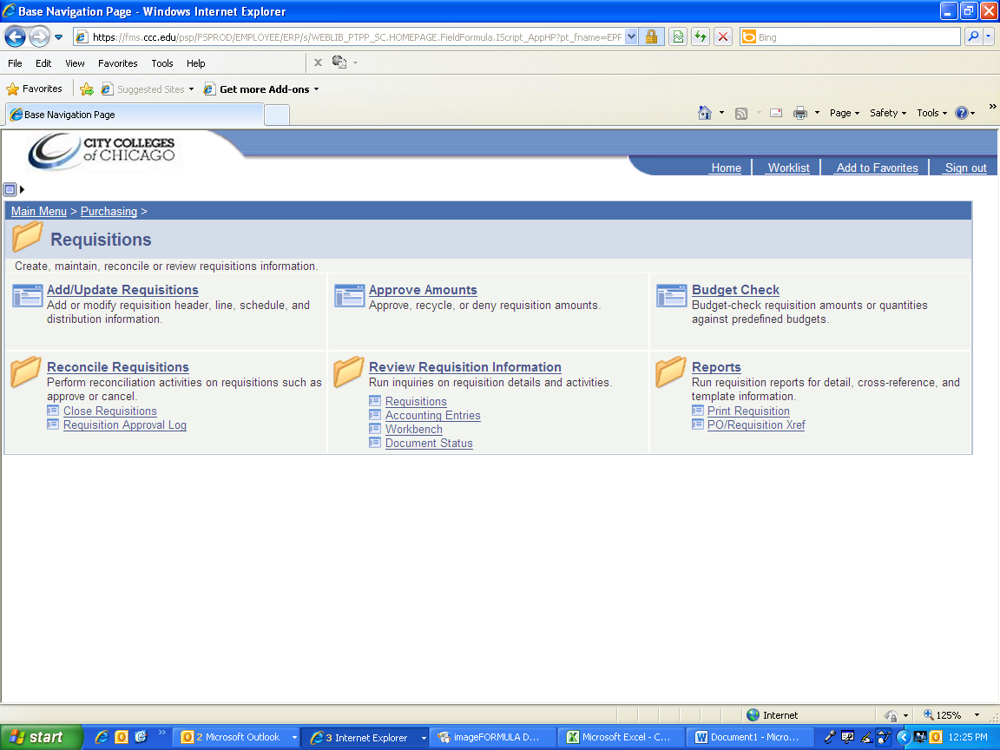 Base Navigation Page - Windows Internet Explorer
https://fms.ccc.edu/psp/FSPROD/EMPLOYEE/ERP/s/WEBLIB_PTPP_SC.HOMEPAGE.FieldFormula.IScript_AppHP?pt_fname=EPF
Bing
File Edit View Favorites Tools Help
Favorites Suggested Sites Get more Add-ons
Base Navigation Page
Page Safety Tools
CITY COLLEGES
of CHICAGO
Home Worklist Add to Favorites Sign out
Main Menu > Purchasing >
Requisitions
Create, maintain, reconcile or review requisitions information.
Add/Update Requisitions
Add or modify requisition header, line, schedule, and
distribution information.
Approve Amounts
Approve, recycle, or deny requisition amounts.
Budget Check
Budget-check requisition amounts or quantities
against predefined budgets.
Reconcile Requisitions
Perform reconciliation activities on requisitions such as
approve or cancel.
Close Requisitions
Requisition Approval Log
Review Requisition Information
Run inquiries on requisition details and activities.
Requisitions
Accounting Entries
Workbench
Document Status
Reports
Run requisition reports for detail, cross-reference, and
template information.
Print Requisition
PO/Requisition Xref
Internet 125%
start 2 Microsoft Outlook 3 Internet Explorer imageFORMULA D... Microsoft Excel - C... Document1 - Micro... 12:25 PM